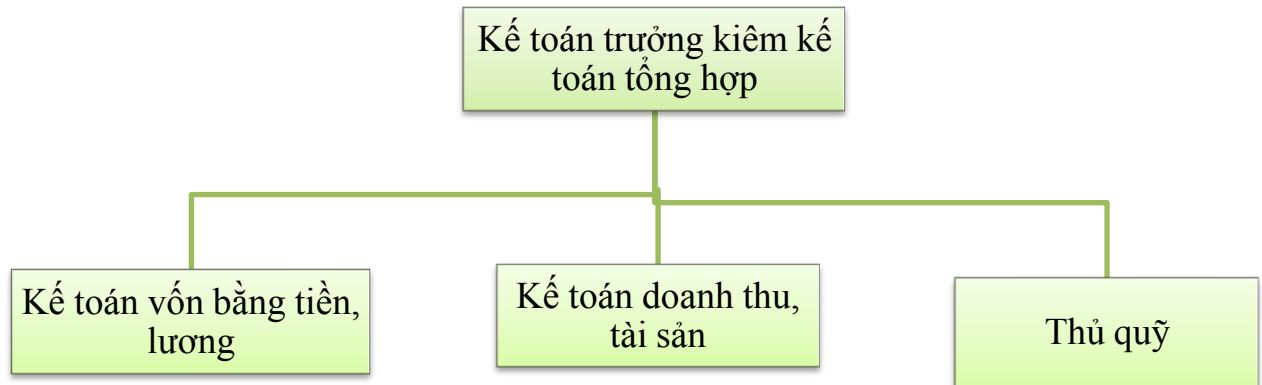 Kế toán trưởng kiêm kế
toán tổng hợp
Kế toán vốn bằng tiền,
lương
Kế toán doanh thu,
tài sản
Thủ quỹ